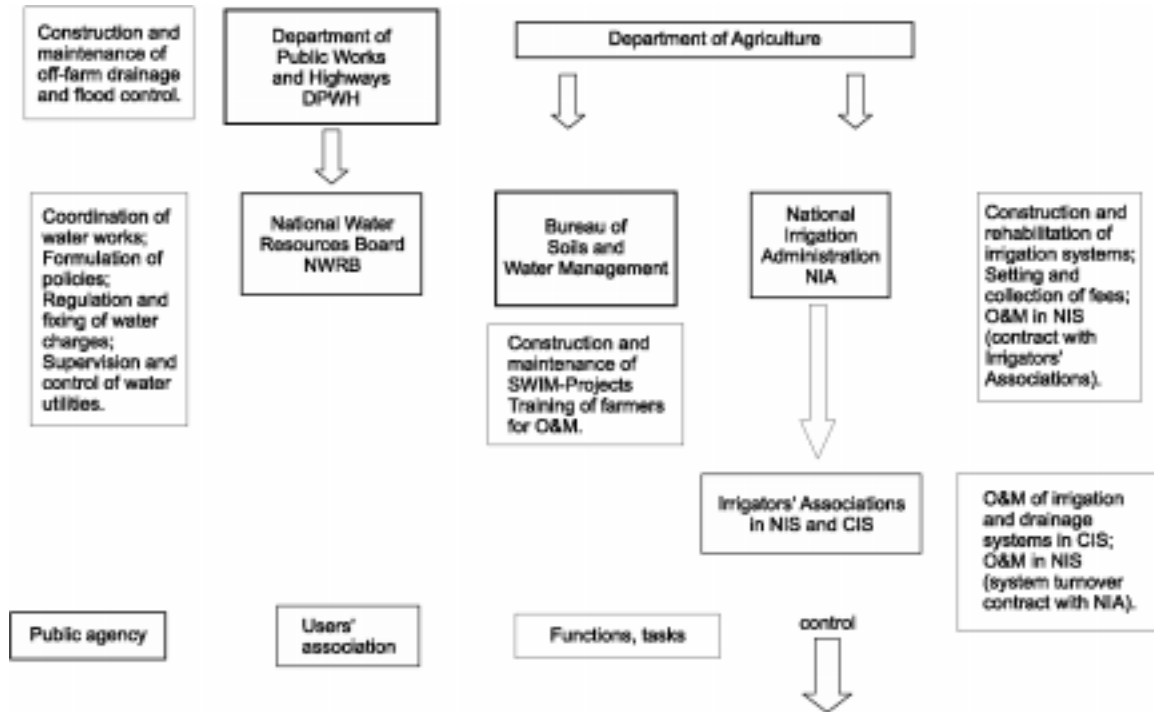 Construction and
maintenance of
off-farm drainage
and flood control.
Department of
Public Works
and Highways
DPWH
Department of Agriculture
Coordination of
water works;
Formulation of
policies;
Regulation and
fixing of water
charges;
Supervision and
control of water
utilities.
National Water
Resources Board
NWRB
Bureau of
Soils and
Water Management
National
Irrigation
Administration
NIA
Construction and
rehabilitation of
irrigation systems;
Setting and
collection of fees;
O&M in NIS
(contract with
Irrigators'
Associations).
Construction and
maintenance of
SWIM-Projects
Training of farmers
for O&M.
Irrigators' Associations
in NIS and CIS
O&M of irrigation
and drainage
systems in CIS;
O&M in NIS
(system turnover
contract with NIA).
Public agency
Users'
association
Functions, tasks
control